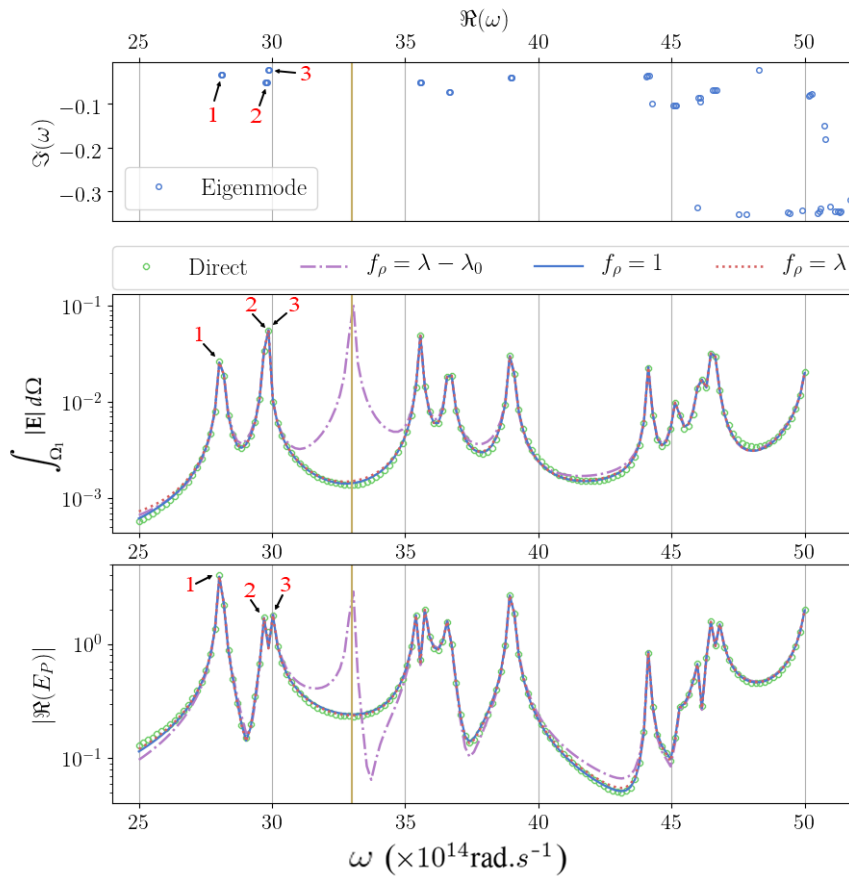 ℜ(ω)
25 30 35 40 45 50
ℑ(ω)
−0.1
−0.2
−0.3
1 2 3
Eigenmode
Direct f_ρ = λ − λ_0 f_ρ = 1 f_ρ = λ
∫_{Ω_1} |E| dΩ
10^{−1}
10^{−2}
10^{−3}
1 2 3
25 30 35 40 45 50
|ℜ(E_P)|
10^0
10^{−1}
1 2 3
25 30 35 40 45 50
ω (×10^{14}rad.s^{-1})